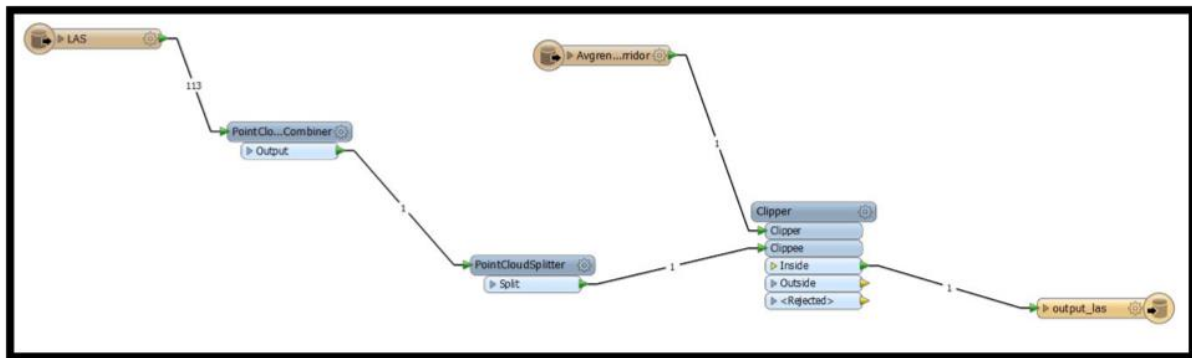 LAS
Avgren...rridor
113
PointClo...Combiner
Output
1
1
PointCloudSplitter
Split
1
Clipper
Clipper
Clippee
Inside
Outside
<Rejected>
1
output_las